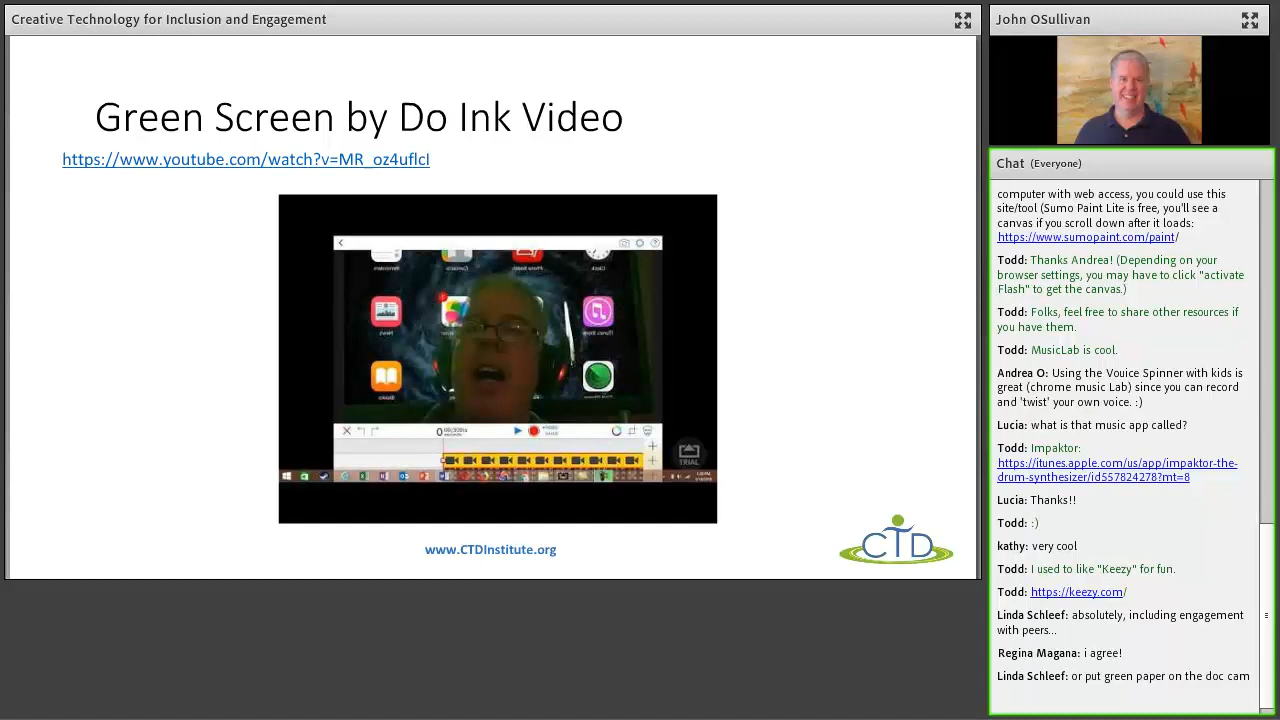 Creative Technology for Inclusion and Engagement
Green Screen by Do Ink Video
https://www.youtube.com/watch?v=MR_oz4uflcI
TRIAL
www.CTDInstitute.org
CTD
John OSullivan
Chat (Everyone)
computer with web access, you could use this
site/tool (Sumo Paint Lite is free, you'll see a
canvas if you scroll down after it loads:
https://www.sumopaint.com/paint/
Todd: Thanks Andrea! (Depending on your
browser settings, you may have to click "activate
Flash" to get the canvas.)
Todd: Folks, feel free to share other resources if
you have them.
Todd: MusicLab is cool.
Andrea O: Using the Vouice Spinner with kids is
great (chrome music Lab) since you can record
and 'twist' your own voice. :)
Lucia: what is that music app called?
Todd: Impaktor:
https://itunes.apple.com/us/app/impaktor-the-
drum-synthesizer/id557824278?mt=8
Lucia: Thanks!!
Todd: :)
kathy: very cool
Todd: I used to like "Keezy" for fun.
Todd: https://keezy.com/
Linda Schleef: absolutely, including engagement
with peers...
Regina Magana: i agree!
Linda Schleef: or put green paper on the doc cam